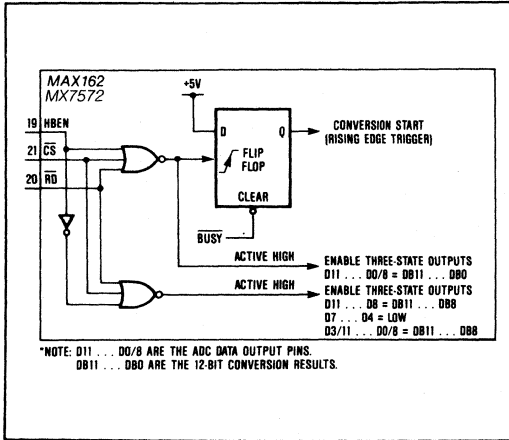 MAX162
MX7572
+5V
19 HBEN
21 C̅S̅
20 R̅D̅
D
Q
FLIP
FLOP
CLEAR
B̅U̅S̅Y̅
CONVERSION START
(RISING EDGE TRIGGER)
ACTIVE HIGH
ENABLE THREE-STATE OUTPUTS
D11 ... D0/8 = DB11 ... DB0
ACTIVE HIGH
ENABLE THREE-STATE OUTPUTS
D11 ... D8 = DB11 ... DB8
D7 ... D4 = LOW
D3/11 ... D0/8 = DB11 ... DB8
*NOTE: D11 ... D0/8 ARE THE ADC DATA OUTPUT PINS.
DB11 ... DB0 ARE THE 12-BIT CONVERSION RESULTS.